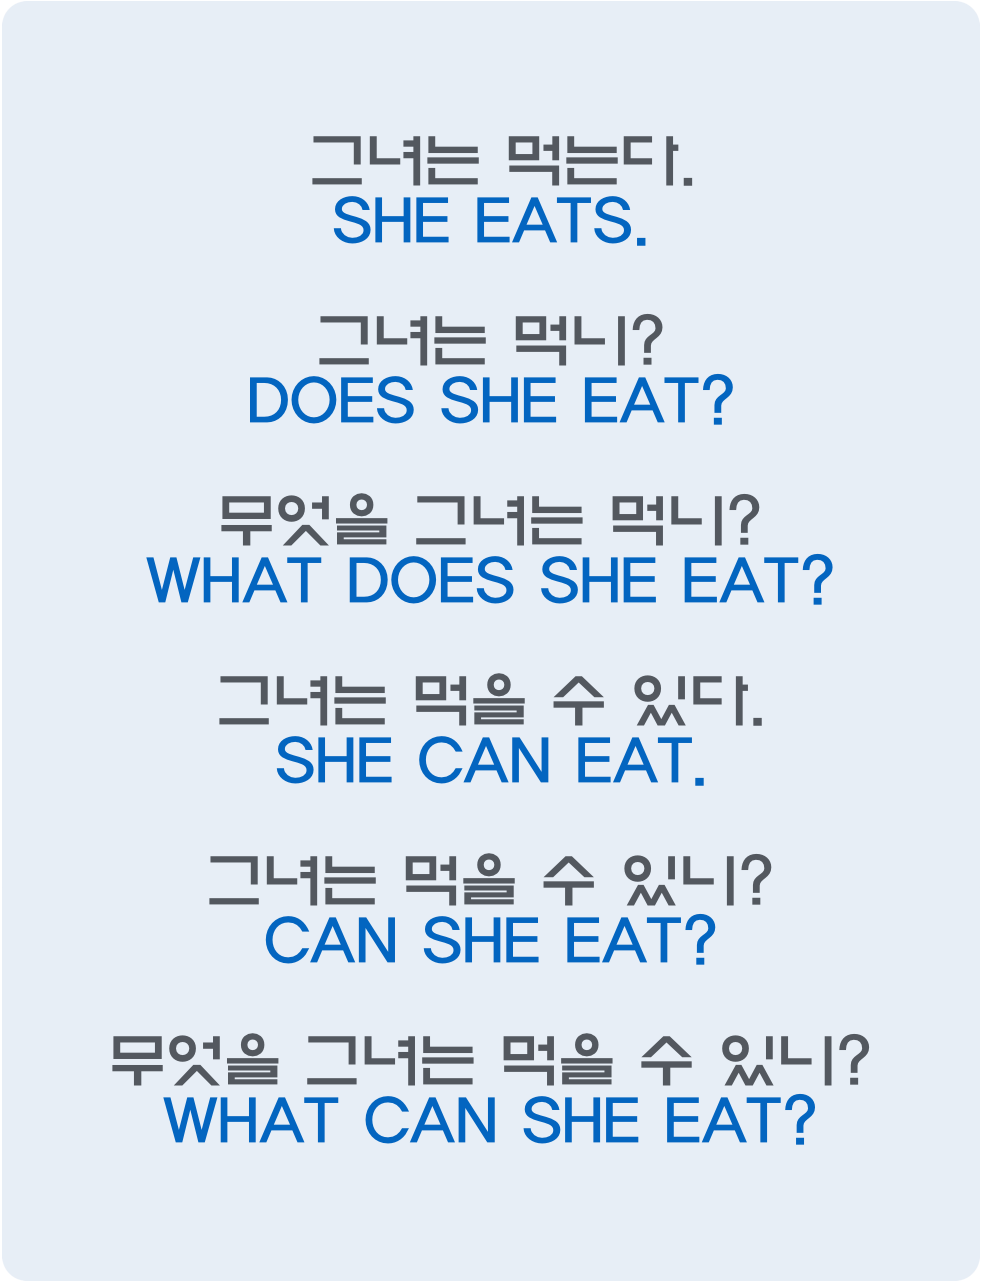 그녀는 먹는다.
SHE EATS.
그녀는 먹니?
DOES SHE EAT?
무엇을 그녀는 먹니?
WHAT DOES SHE EAT?
그녀는 먹을 수 있다.
SHE CAN EAT.
그녀는 먹을 수 있니?
CAN SHE EAT?
무엇을 그녀는 먹을 수 있니?
WHAT CAN SHE EAT?